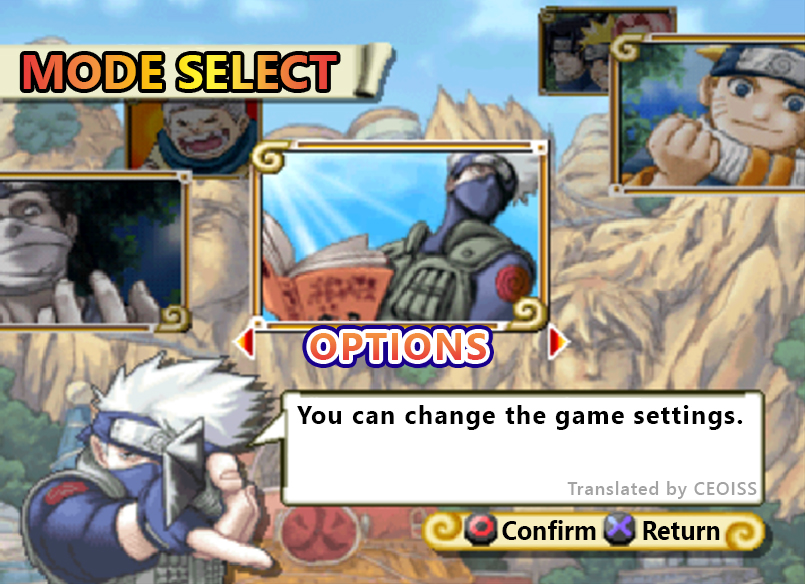 MODE SELECT
OPTIONS
You can change the game settings.
Translated by CEOISS
Confirm Return